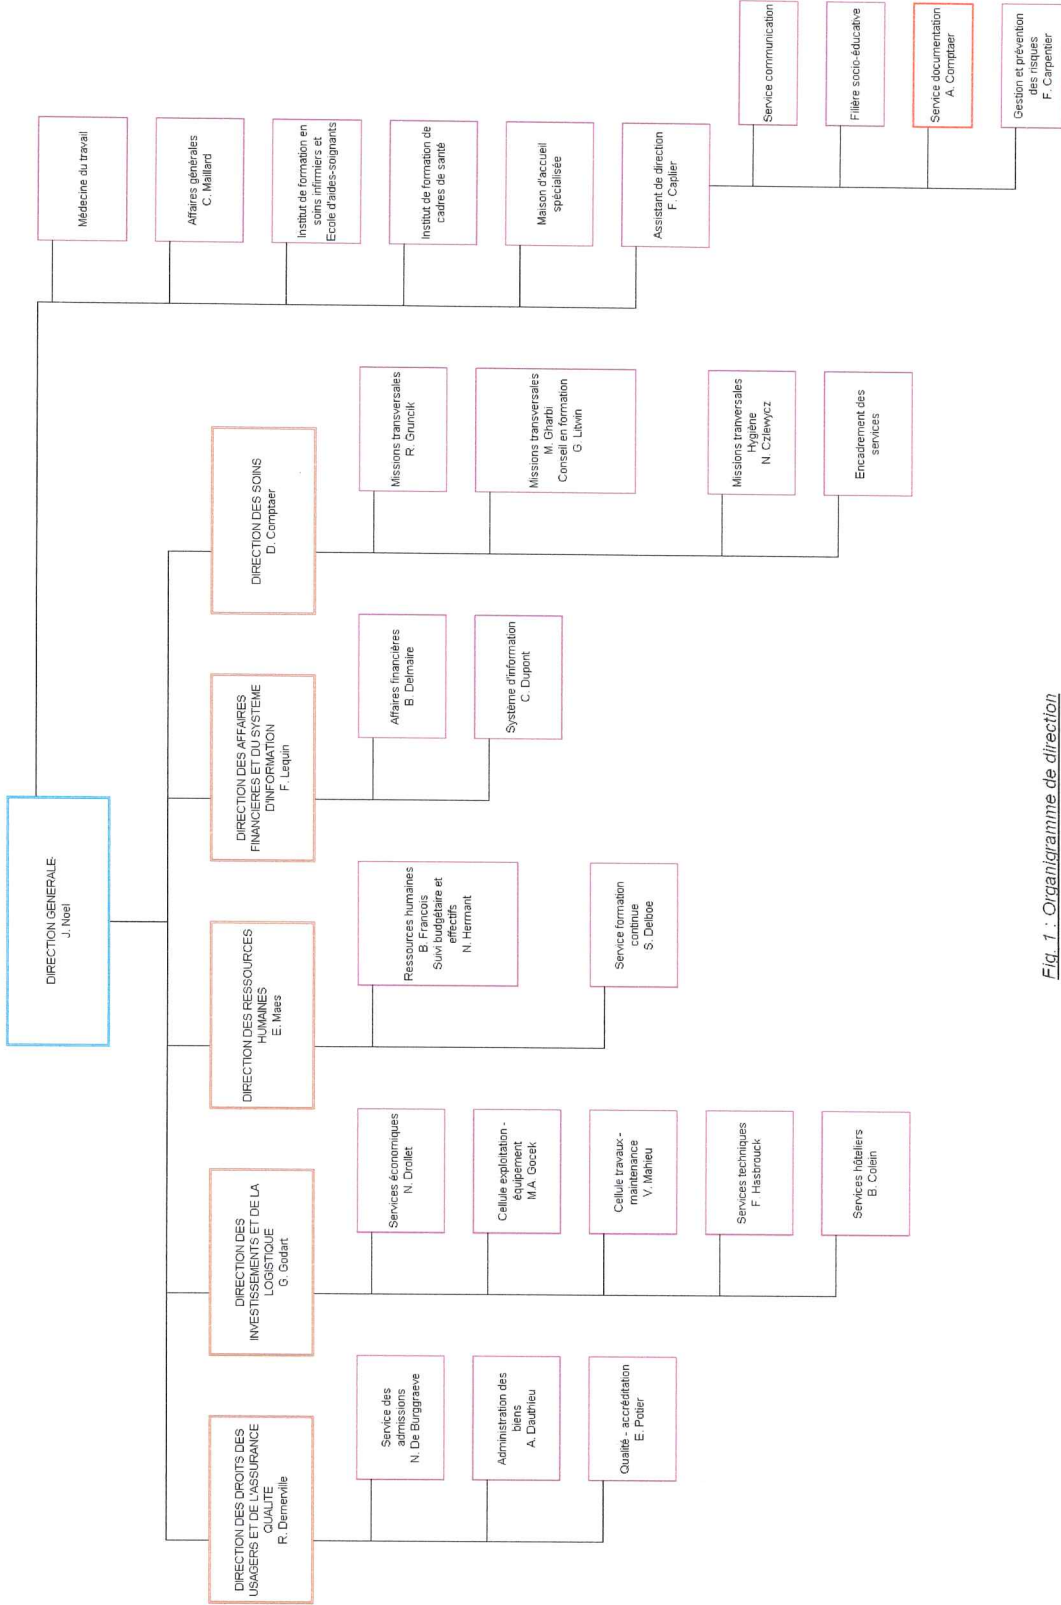 DIRECTION GENERALE-
J. Noel
DIRECTION DES DROITS DES
USAGERS ET DE L'ASSURANCE
QUALITE
R. Demerville
Service des
admissions
N. De Burggraeve
Administration des
biens
A. Dauthieu
Qualité - accréditation
E. Potier
DIRECTION DES
INVESTISSEMENTS ET DE LA
LOGISTIQUE
G. Godart
Services économiques
N. Drollet
Cellule exploitation -
équipement
M.A. Gocek
Cellule travaux -
maintenance
V. Mahieu
Services techniques
F. Hasbrouck
Services hôteliers
B. Colein
DIRECTION DES RESSOURCES
HUMAINES
E. Maes
Ressources humaines
B. Francois
Suivi budgétaire et
effectifs
N. Hermant
Service formation
continue
S. Delboe
DIRECTION DES AFFAIRES
FINANCIERES ET DU SYSTEME
D'INFORMATION
F. Lequin
Affaires financières
B. Delmaire
Système d'information
C. Dupont
DIRECTION DES SOINS
D. Comptaer
Missions transversales
R. Gruncik
Missions transversales
M. Gharbi
Conseil en formation
G. Litwin
Missions tranversales
Hygiène
N. Czlewycz
Encadrement des
services
Médecine du travail
Affaires générales
C. Maillard
Institut de formation en
soins infirmiers et
Ecole d'aides-soignants
Institut de formation de
cadres de santé
Maison d'accueil
spécialisée
Assistant de direction
F. Caplier
Service communication
Filière socio-éducative
Service documentation
A. Comptaer
Gestion et prévention
des risques
F. Carpentier
Fig. 1 : Organigramme de direction